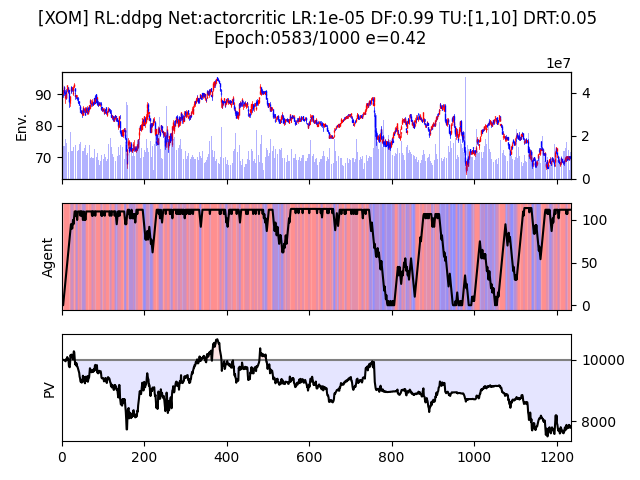 [XOM] RL:ddpg Net:actorcritic LR:1e-05 DF:0.99 TU:[1,10] DRT:0.05
Epoch:0583/1000 e=0.42
1e7
Env.
90
80
70
4
2
0
Agent
100
50
0
PV
10000
8000
0 200 400 600 800 1000 1200